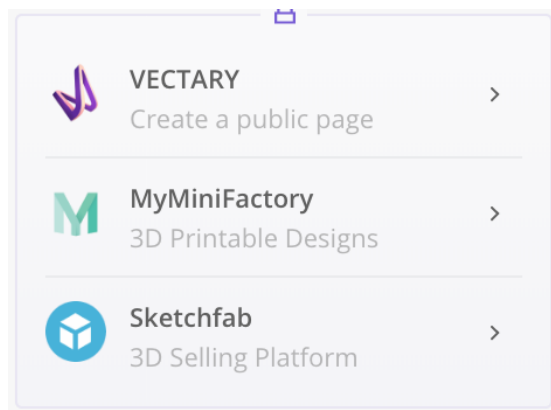 VECTARY
Create a public page
MyMiniFactory
3D Printable Designs
Sketchfab
3D Selling Platform